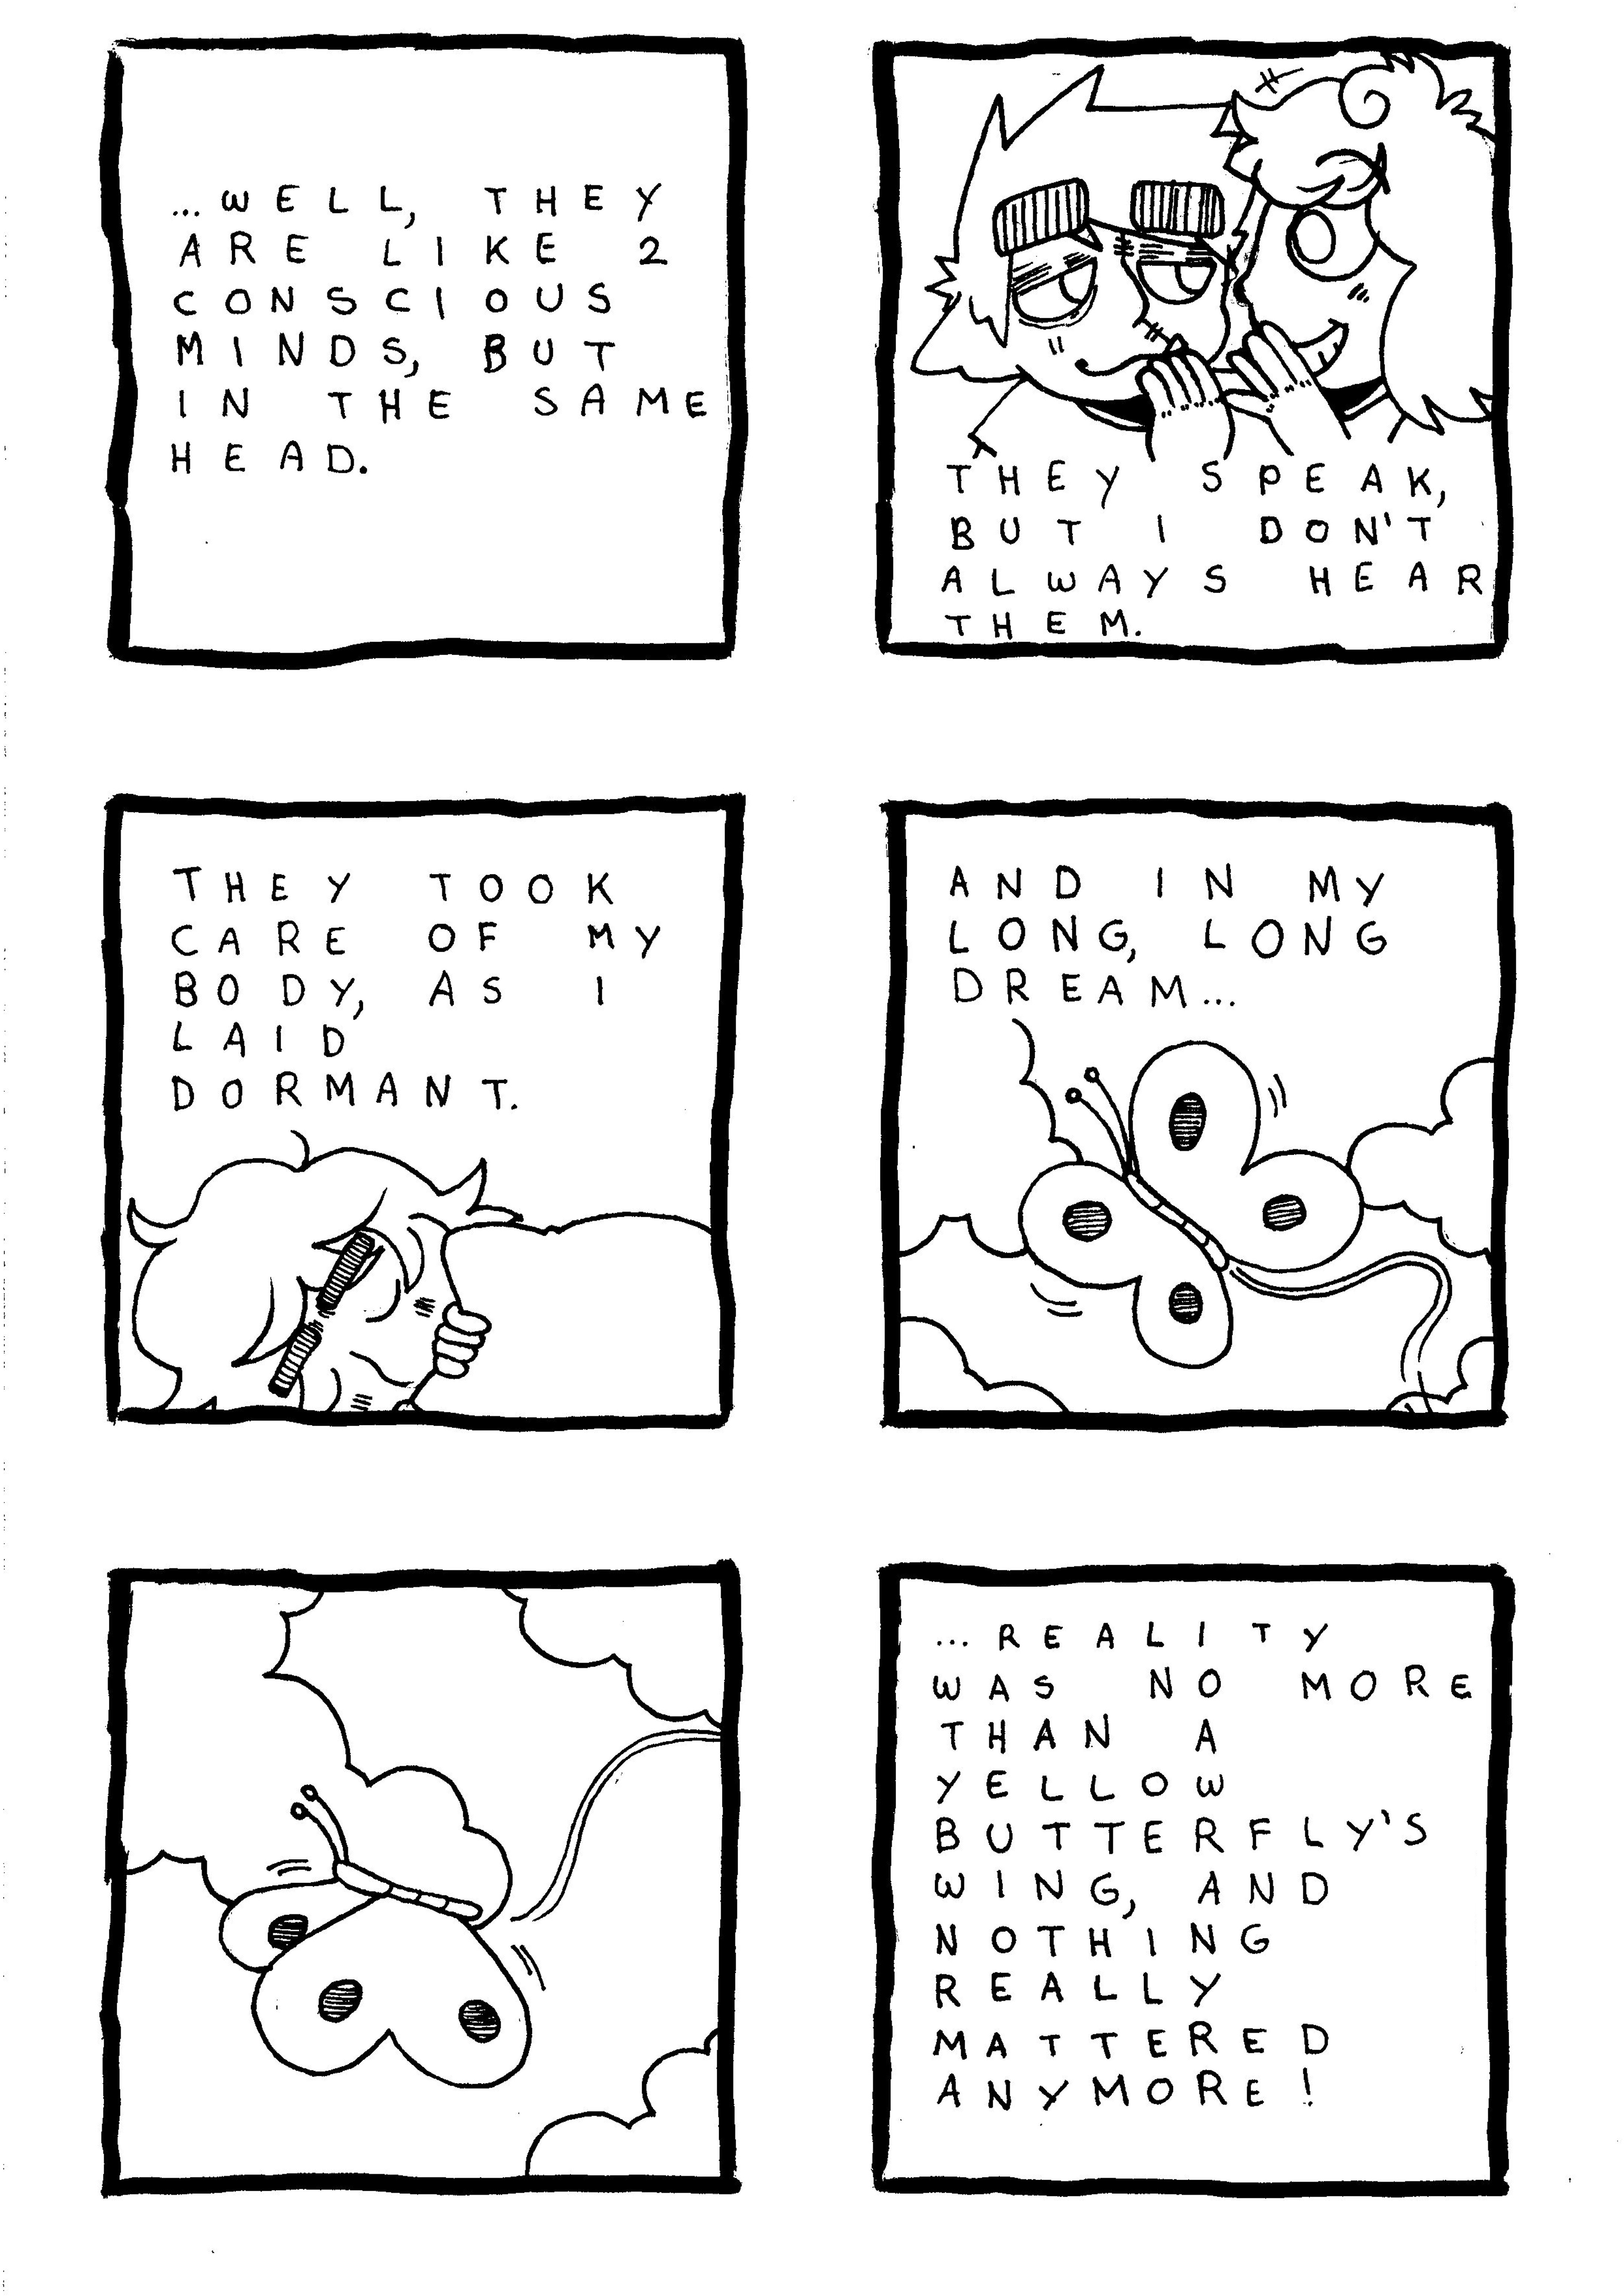 ...WELL, THEY
ARE LIKE 2
CONSCIOUS
MINDS, BUT
IN THE SAME
HEAD.
THEY SPEAK,
BUT I DON'T
ALWAYS HEAR
THEM.
THEY TOOK
CARE OF MY
BODY, AS I
LAID
DORMANT.
AND IN MY
LONG, LONG
DREAM...
...REALITY
WAS NO MORE
THAN A
YELLOW
BUTTERFLY'S
WING, AND
NOTHING
REALLY
MATTERED
ANYMORE!